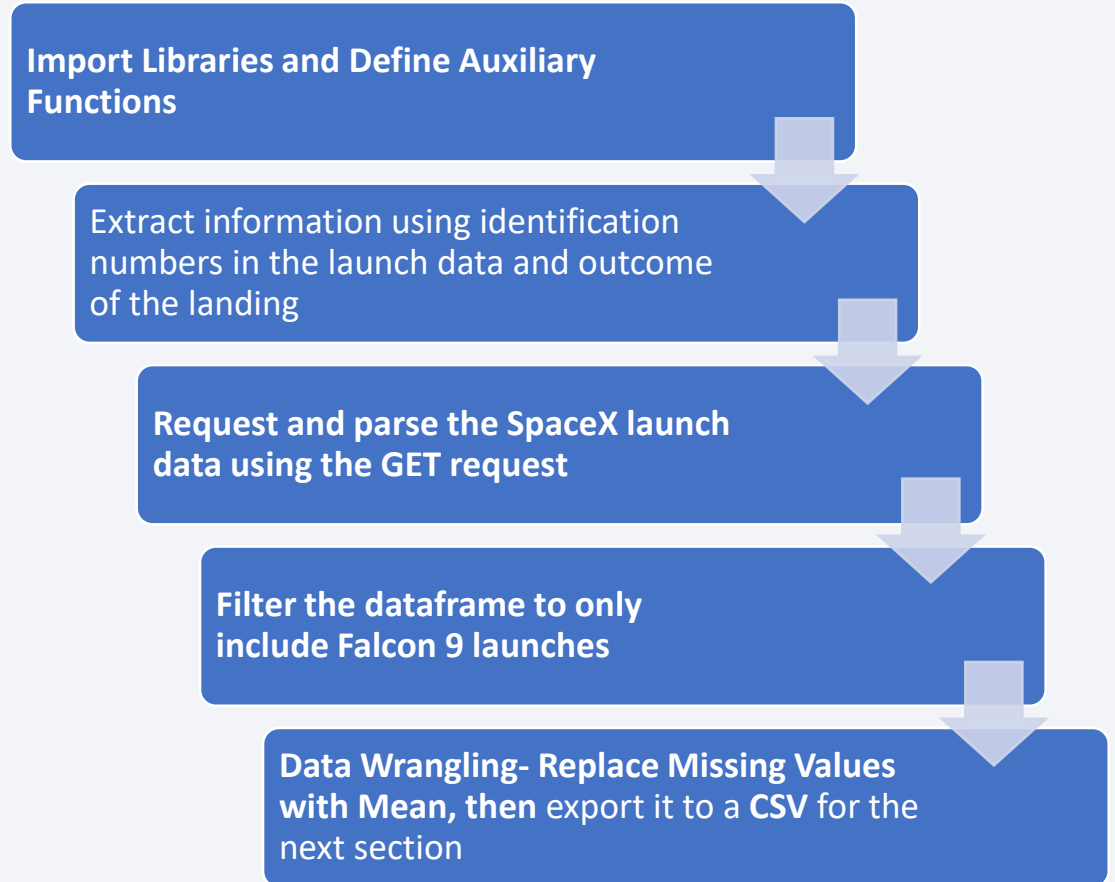 Import Libraries and Define Auxiliary
Functions
Extract information using identification
numbers in the launch data and outcome
of the landing
Request and parse the SpaceX launch
data using the GET request
Filter the dataframe to only
include Falcon 9 launches
Data Wrangling- Replace Missing Values
with Mean, then export it to a CSV for the
next section